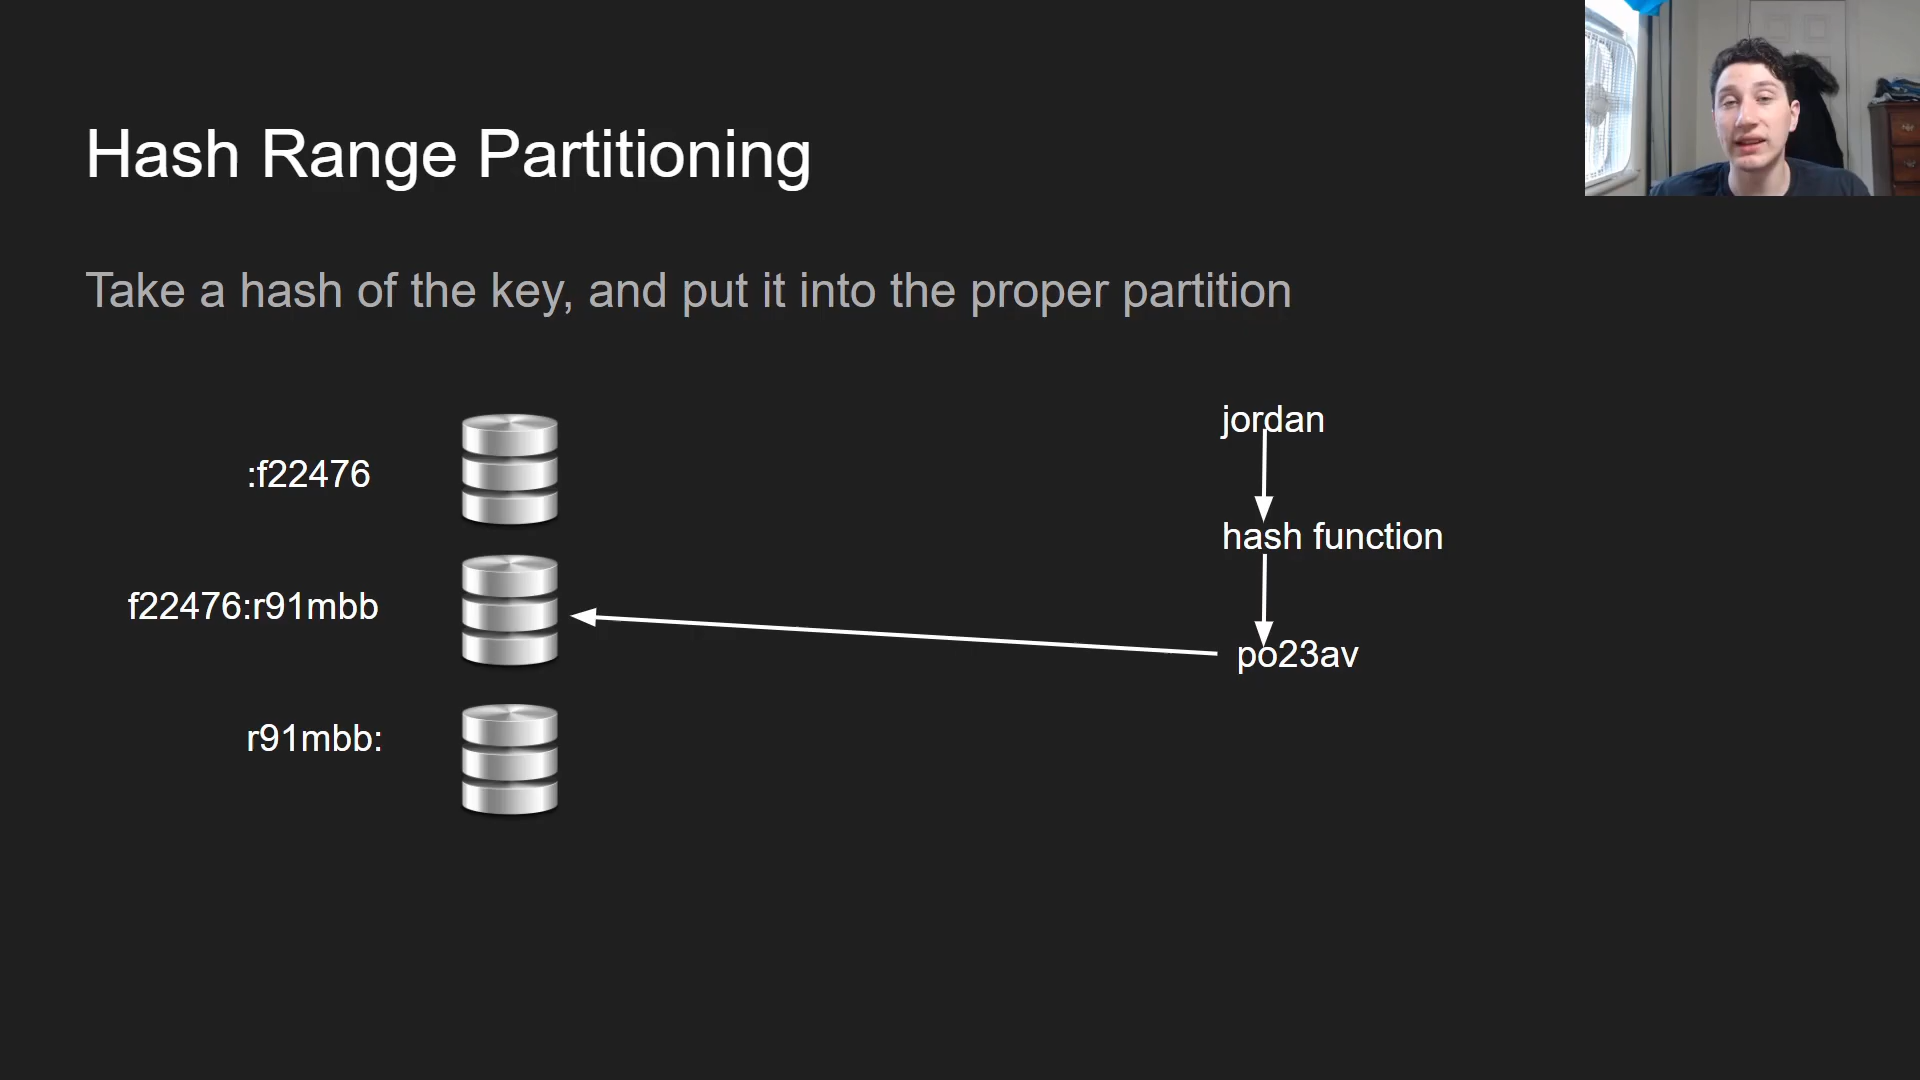 Hash Range Partitioning
Take a hash of the key, and put it into the proper partition
jordan
:f22476
hash function
f22476:r91mbb
po23av
r91mbb: